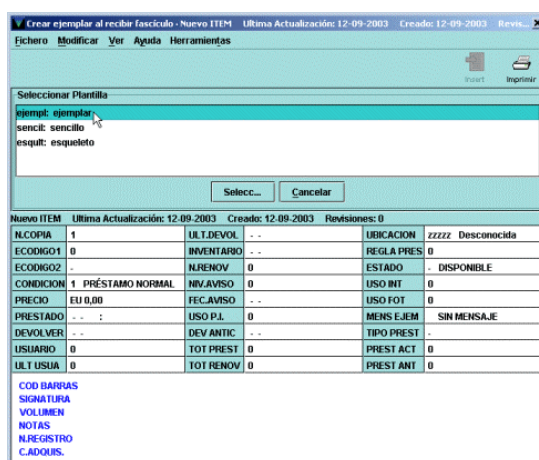 Crear ejemplar al recibir fascículo - Nuevo ITEM Ultima Actualización: 12-09-2003 Creado: 12-09-2003 Revis...
Fichero Modificar Ver Ayuda Herramientas
Insert Imprimir
Seleccionar Plantilla
ejempl: ejemplar
sencil: sencillo
esqult: esqueleto
Selecc... Cancelar
Nuevo ITEM Ultima Actualización: 12-09-2003 Creado: 12-09-2003 Revisiones: 0
N.COPIA 1 ULT.DEVOL - - UBICACION zzzzz Desconocida
ECODIGO1 0 INVENTARIO - - REGLA PRES 0
ECODIGO2 - N.RENOV 0 ESTADO - DISPONIBLE
CONDICION 1 PRÉSTAMO NORMAL NIV.AVISO 0 USO INT 0
PRECIO EU 0,00 FEC.AVISO - - USO FOT 0
PRESTADO - - : USO P.I. 0 MENS EJEM SIN MENSAJE
DEVOLVER - - DEV ANTIC - - TIPO PREST -
USUARIO 0 TOT PREST 0 PREST ACT 0
ULT USUA 0 TOT RENOV 0 PREST ANT 0
COD BARRAS
SIGNATURA
VOLUMEN
NOTAS
N.REGISTRO
C.ADQUIS.